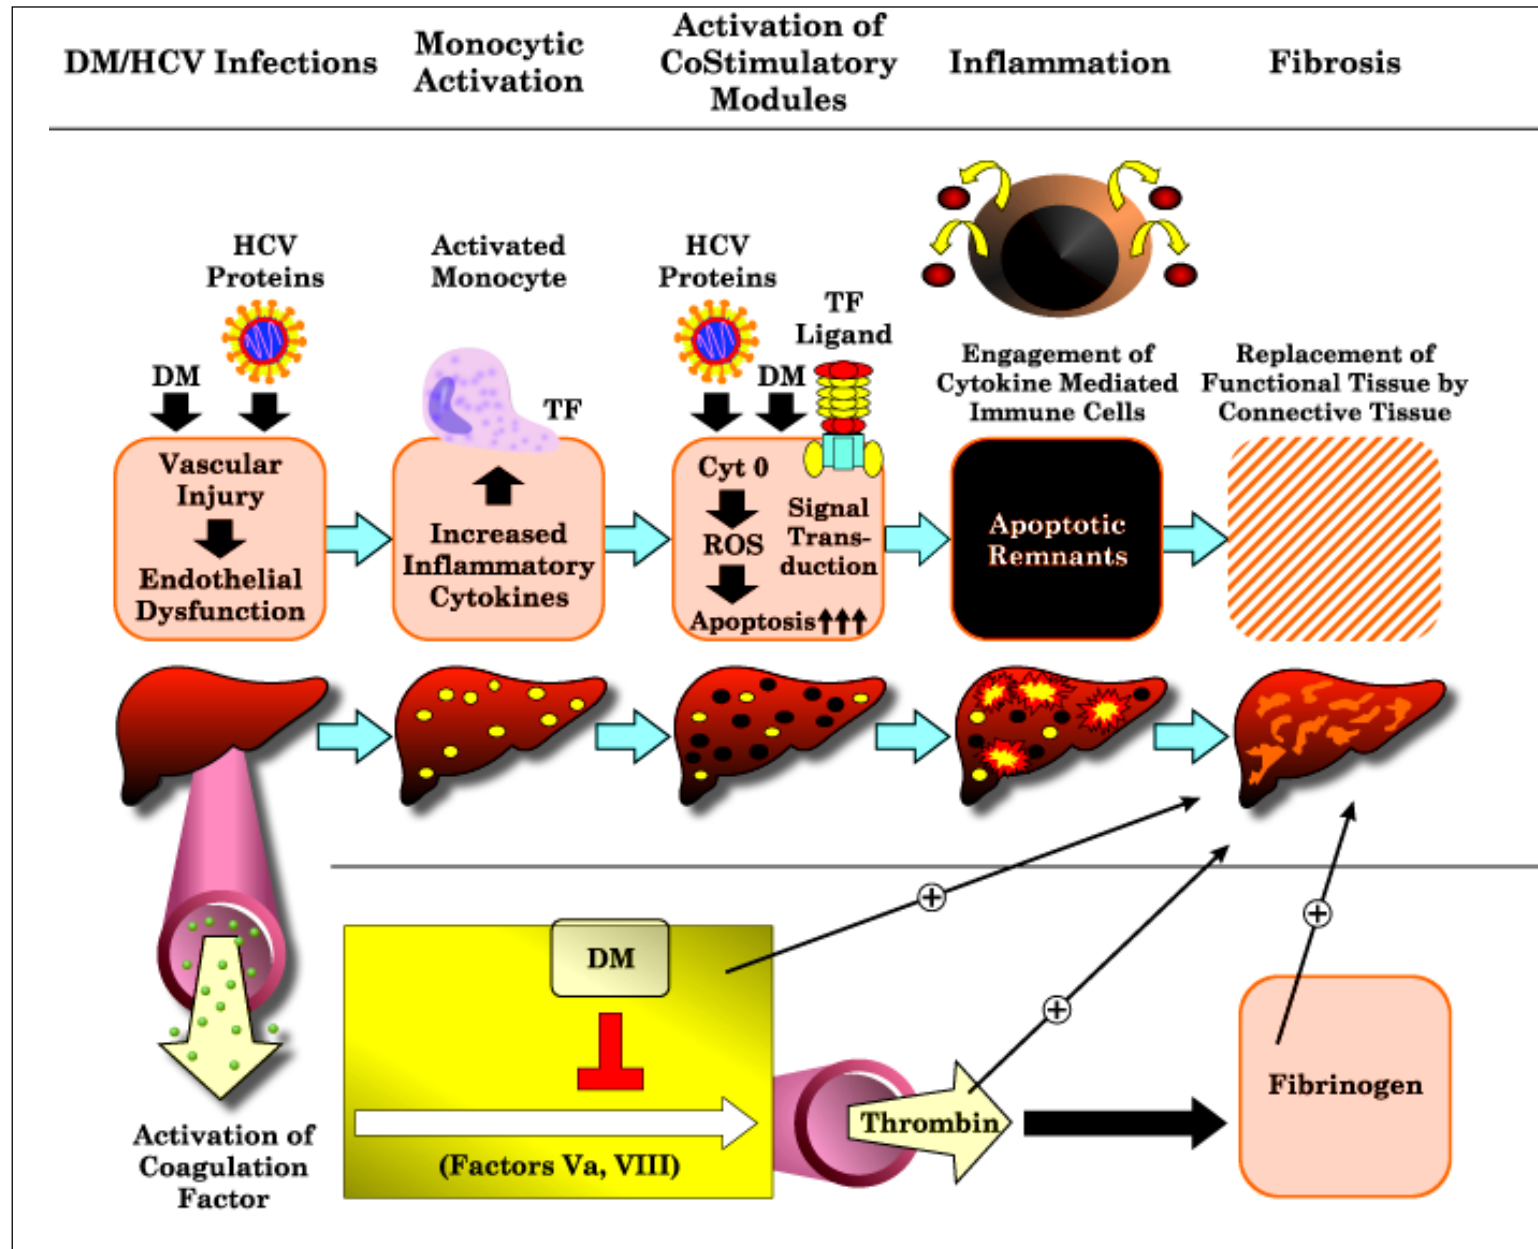 DM/HCV Infections
Monocytic
Activation
Activation of
CoStimulatory
Modules
Inflammation
Fibrosis
HCV
Proteins
DM
Vascular
Injury
Endothelial
Dysfunction
Activated
Monocyte
TF
Increased
Inflammatory
Cytokines
HCV
Proteins
DM
TF
Ligand
Cyt 0
ROS
Apoptosis
Signal
Trans-
duction
Engagement of
Cytokine Mediated
Immune Cells
Apoptotic
Remnants
Replacement of
Functional Tissue by
Connective Tissue
Activation of
Coagulation
Factor
DM
(Factors Va, VIII)
Thrombin
Fibrinogen
+
+
+